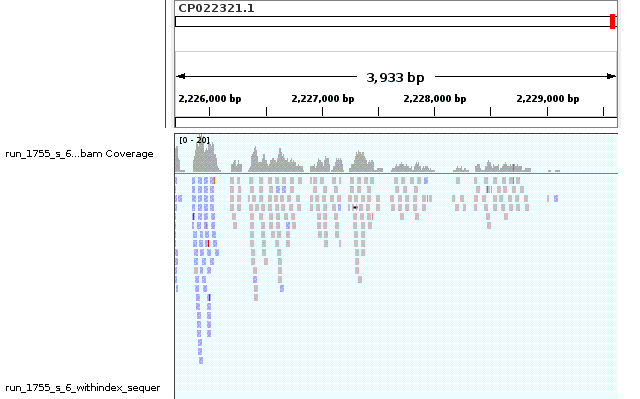 CP022321.1
3,933 bp
2,226,000 bp 2,227,000 bp 2,228,000 bp 2,229,000 bp
[0 - 20]
run_1755_s_6...bam Coverage
run_1755_s_6_withindex_sequer